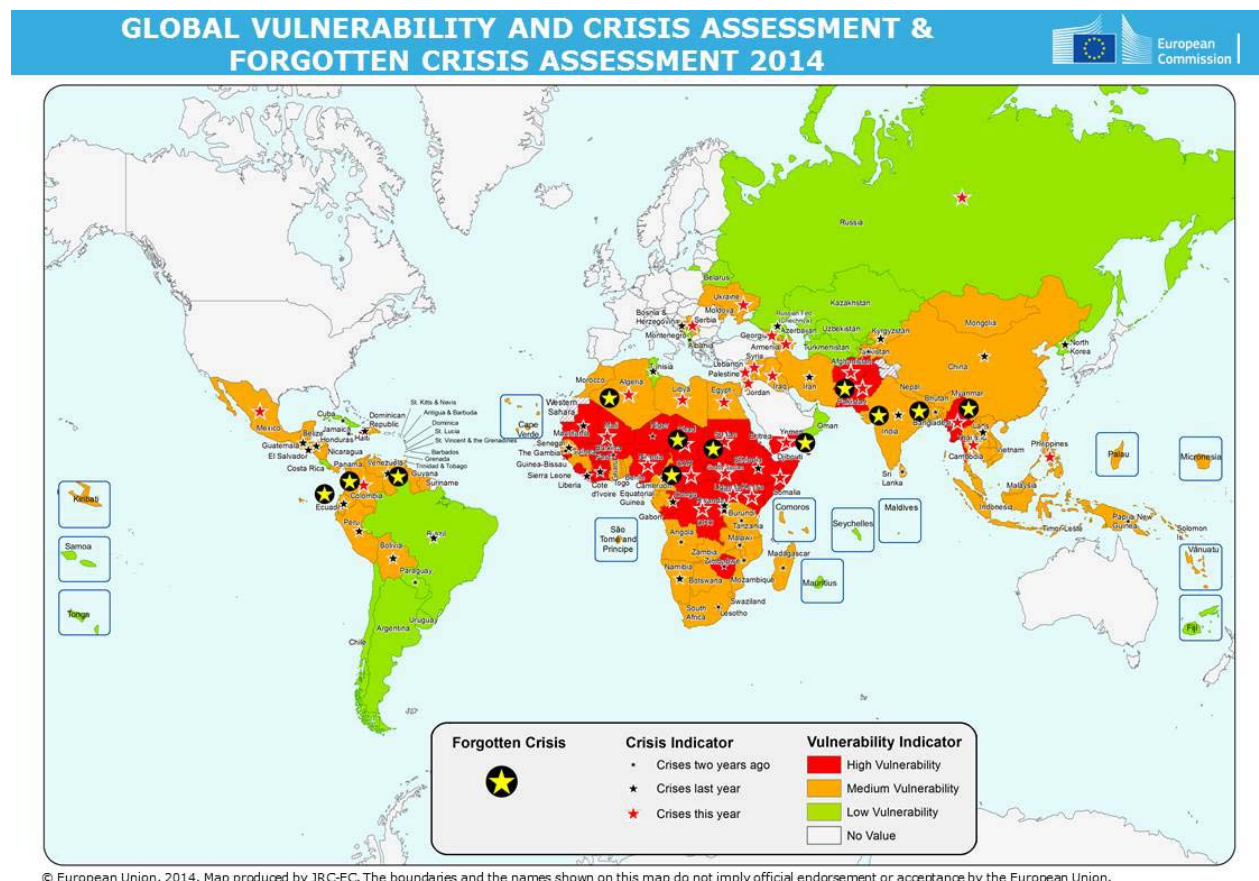 GLOBAL VULNERABILITY AND CRISIS ASSESSMENT &
FORGOTTEN CRISIS ASSESSMENT 2014
European
Commission
Russia
Belarus
Ukraine
Moldova
Bosnia &
Herzegovina
Serbia
Montenegro
Albania
Kazakhstan
Mongolia
Georgia
Azerbaijan
Uzbekistan
Kyrgyzstan
Armenia
Turkmenistan
North
Korea
China
Syria
Lebanon
Palestine
Jordan
Iraq
Iran
Afghanistan
Tunisia
Morocco
Algeria
Libya
Egypt
Western
Sahara
Nepal
Bhutan
Myanmar
India
Oman
Mexico
Cuba
Jamaica
Haiti
Dominican
Republic
St. Kitts & Nevis
Antigua & Barbuda
Dominica
St. Lucia
St. Vincent & the Grenadines
Barbados
Grenada
Trinidad & Tobago
Belize
Guatemala
Honduras
El Salvador
Nicaragua
Costa Rica
Panama
Venezuela
Guyana
Suriname
Colombia
Peru
Brazil
Bolivia
Paraguay
Uruguay
Argentina
Chile
Kiribati
Samoa
Tonga
Cape
Verde
Mali
Niger
Eritrea
Yemen
Djibouti
Somalia
Senegal
The Gambia
Guinea-Bissau
Sierra Leone
Liberia
Cote
d'Ivoire
Togo
Cameroon
Equatorial
Guinea
Gabon
São
Tome and
Principe
Burundi
Tanzania
Angola
Zambia
Malawi
Namibia
Botswana
Mozambique
Madagascar
South
Africa
Swaziland
Lesotho
Comoros
Seychelles
Maldives
Mauritius
Sri
Lanka
Cambodia
Vietnam
Philippines
Malaysia
Indonesia
Timor-Leste
Papua New
Guinea
Solomon
Is.
Palau
Micronesia
Vanuatu
Fiji
Forgotten Crisis
Crisis Indicator
Crises two years ago
Crises last year
Crises this year
Vulnerability Indicator
High Vulnerability
Medium Vulnerability
Low Vulnerability
No Value
© European Union, 2014. Map produced by JRC-EC. The boundaries and the names shown on this map do not imply official endorsement or acceptance by the European Union.